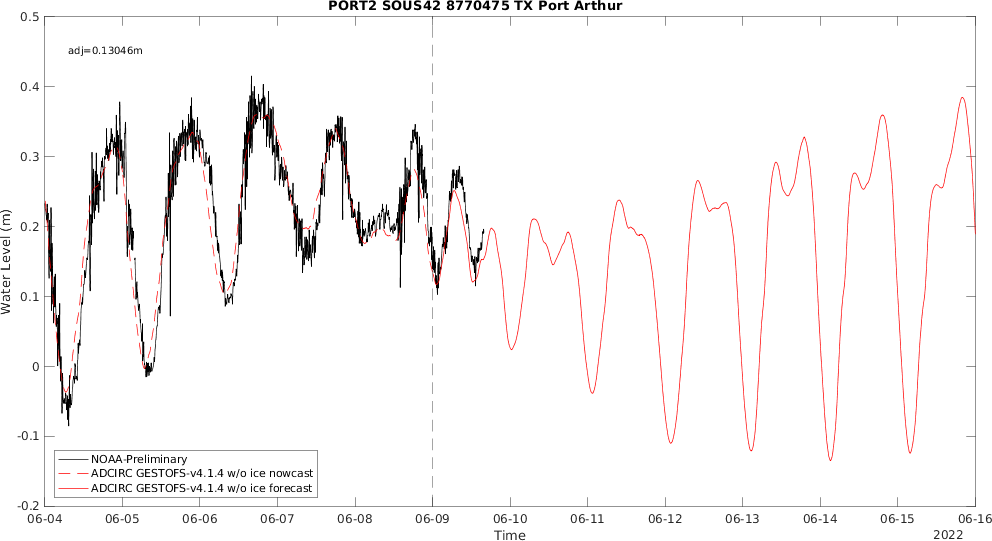 PORT2 SOUS42 8770475 TX Port Arthur
adj=0.13046m
Water Level (m)
0.5
0.4
0.3
0.2
0.1
0
-0.1
-0.2
NOAA-Preliminary
ADCIRC GESTOFS-v4.1.4 w/o ice nowcast
ADCIRC GESTOFS-v4.1.4 w/o ice forecast
06-04 06-05 06-06 06-07 06-08 06-09 06-10 06-11 06-12 06-13 06-14 06-15 06-16
Time
2022